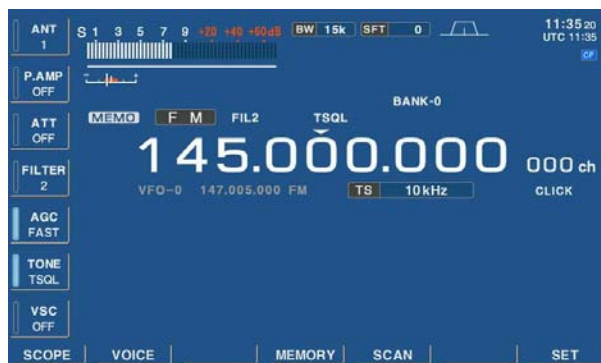 ANT
1
S 1 3 5 7 9 +20 +40 +60dB
BW 15k SFT 0
11:35 20
UTC 11:35
CF
P.AMP
OFF
BANK-0
ATT
OFF
MEMO F M FIL2 TSQL
145.000.000 000 ch
FILTER
2
VFO-0 147.005.000 FM TS 10kHz CLICK
AGC
FAST
TONE
TSQL
VSC
OFF
SCOPE VOICE MEMORY SCAN SET